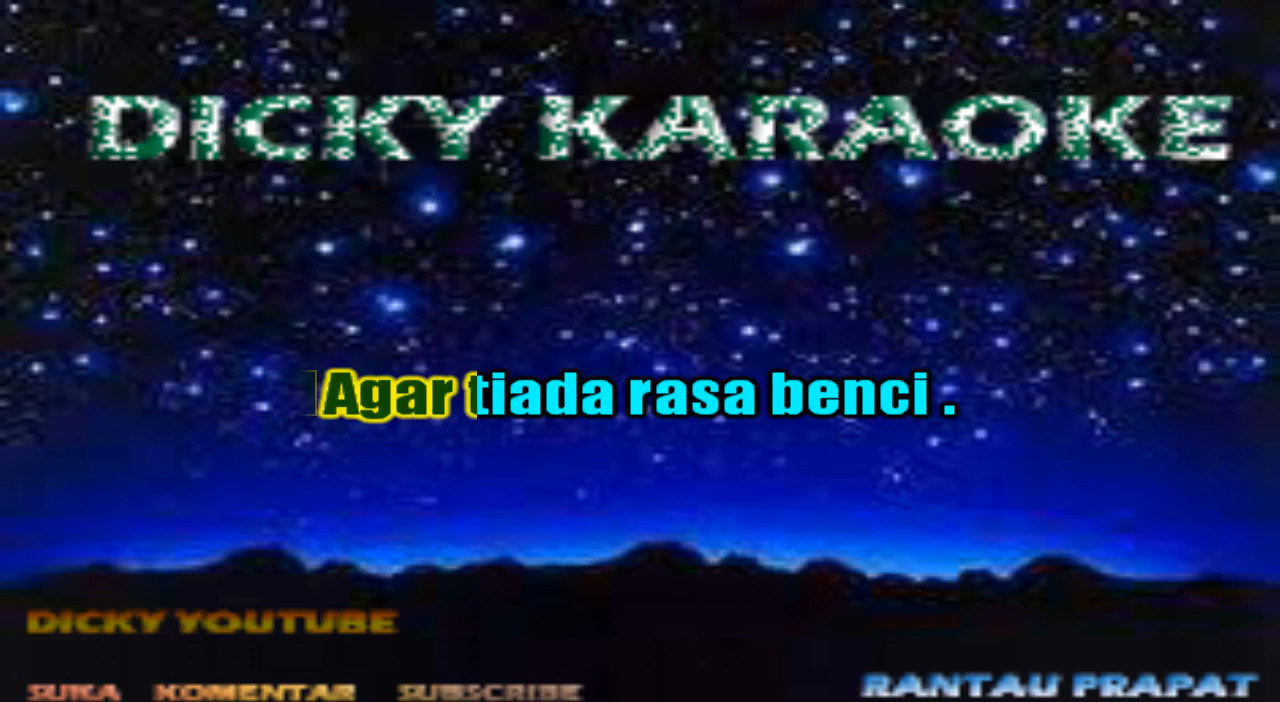 DICKY KARAOKE
Agar tiada rasa benci .
DICKY YOUTUBE
SUKA KOMENTAR SUBSCRIBE
RANTAU PRAPAT